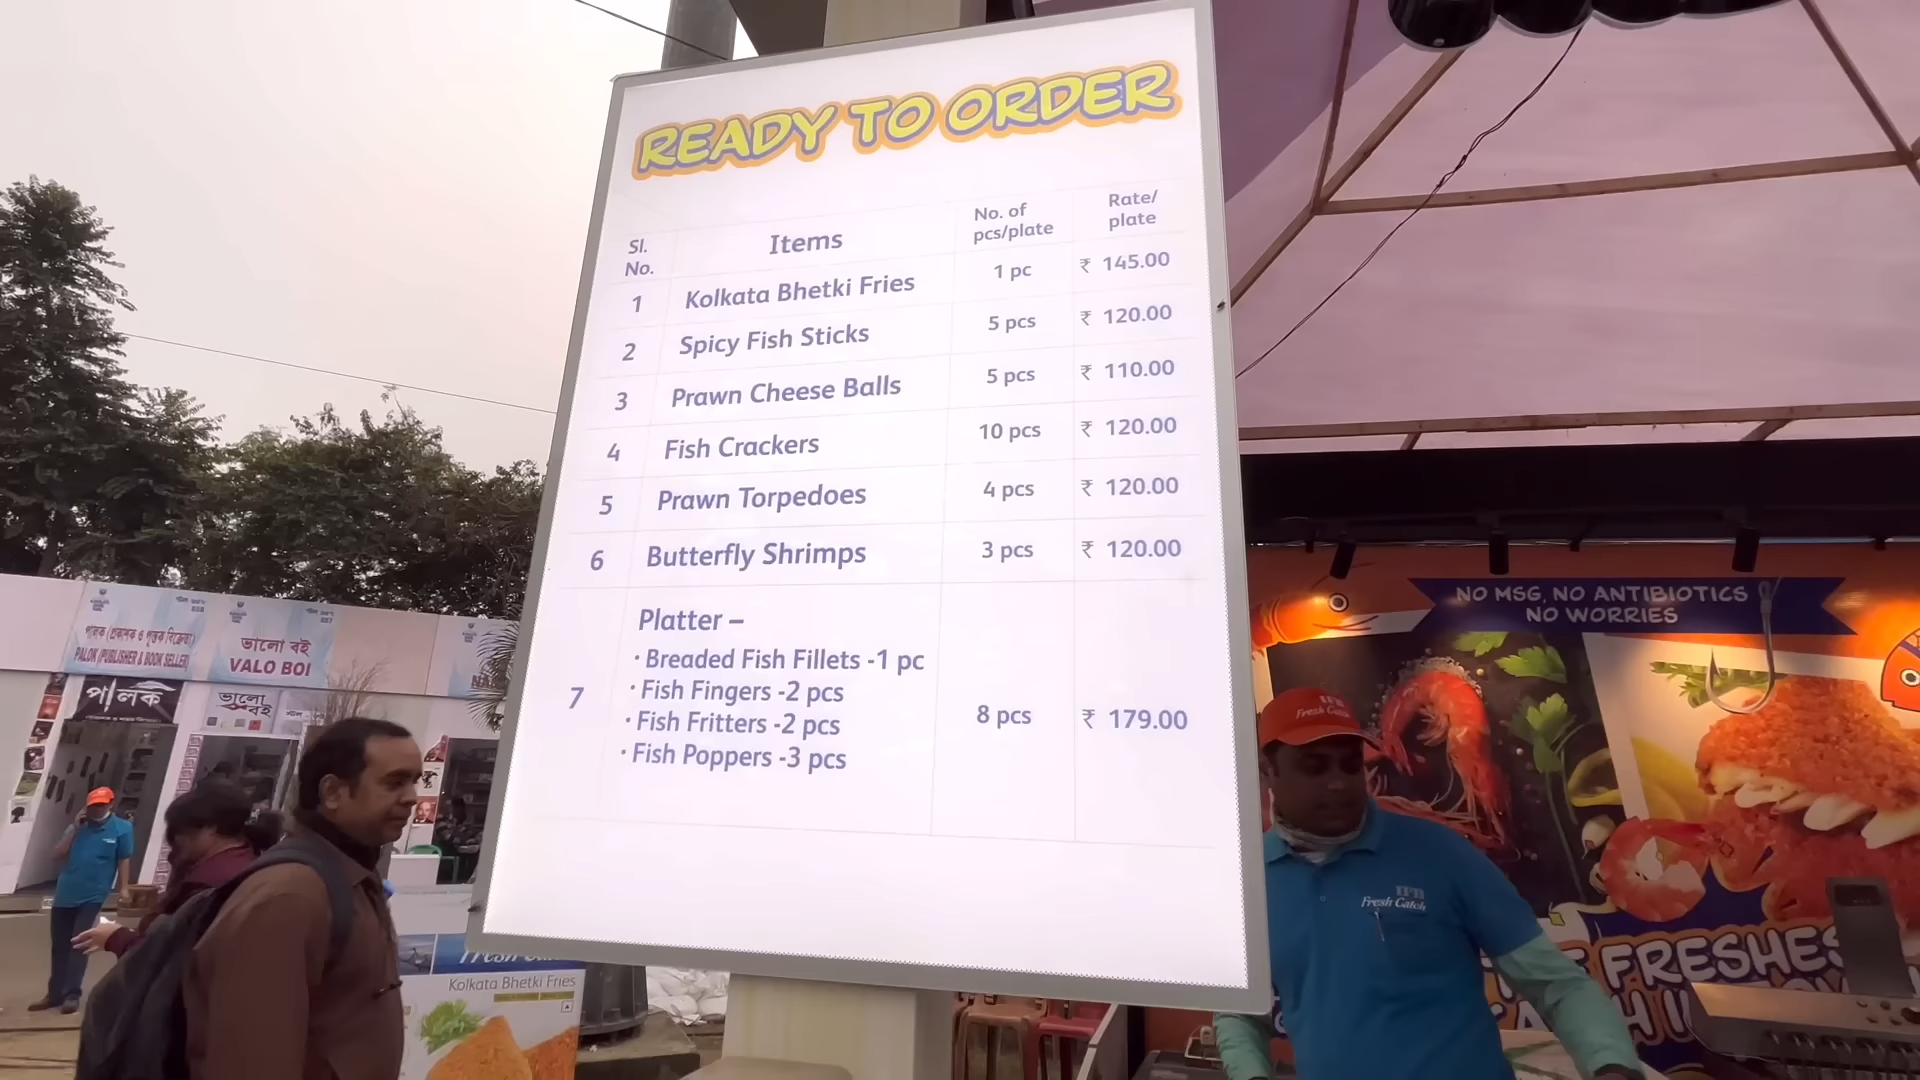 READY TO ORDER
Sl. No. Items No. of pcs/plate Rate/ plate
1 Kolkata Bhetki Fries 1 pc ₹ 145.00
2 Spicy Fish Sticks 5 pcs ₹ 120.00
3 Prawn Cheese Balls 5 pcs ₹ 110.00
4 Fish Crackers 10 pcs ₹ 120.00
5 Prawn Torpedoes 4 pcs ₹ 120.00
6 Butterfly Shrimps 3 pcs ₹ 120.00
7 Platter – 8 pcs ₹ 179.00
· Breaded Fish Fillets -1 pc
· Fish Fingers -2 pcs
· Fish Fritters -2 pcs
· Fish Poppers -3 pcs
NO MSG, NO ANTIBIOTICS
NO WORRIES
পালক (প্রকাশক ও পুস্তক বিক্রেতা)
PALOK (PUBLISHER & BOOK SELLER)
ভালো বই
VALO BOI
পালক
ভালো বই
IFB
Fresh Catch
Fresh Catch
Kolkata Bhetki Fries
FRESHES